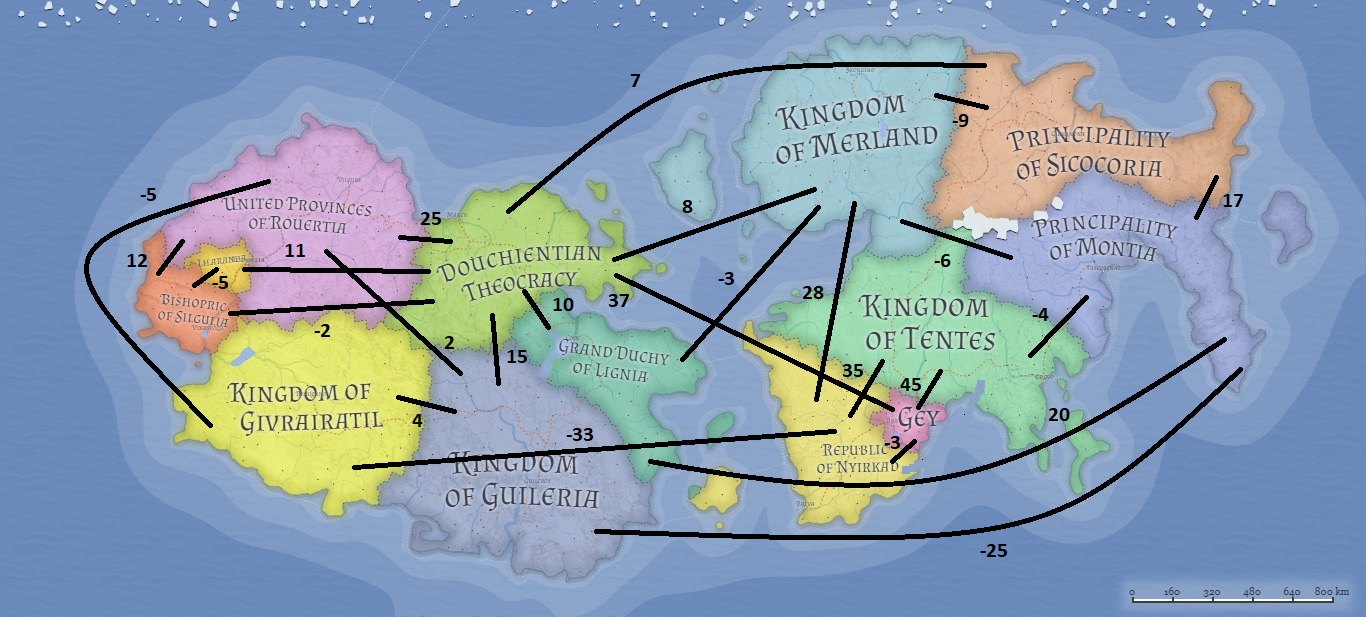 7
KINGDOM
OF MERLAND
-9
PRINCIPALITY
OF SICOCORIA
-5
UNITED PROVINCES
OF ROUERTIA
25
8
17
PRINCIPALITY
OF MONTIA
12
11
-5
DOUCHIENTIAN
THEOCRACY
-6
-3
BISHOPRIC
OF SILGUIIA
-2
10
37
28
KINGDOM
OF TENTES
-4
2
15
GRAND DUCHY
OF LIGNIA
35
45
KINGDOM OF
GIVRAIRATIL
4
GEY
20
-33
-3
REPUBLIC
OF NYIRKAD
KINGDOM
OF GUILERIA
-25
0 160 320 480 640 800 km